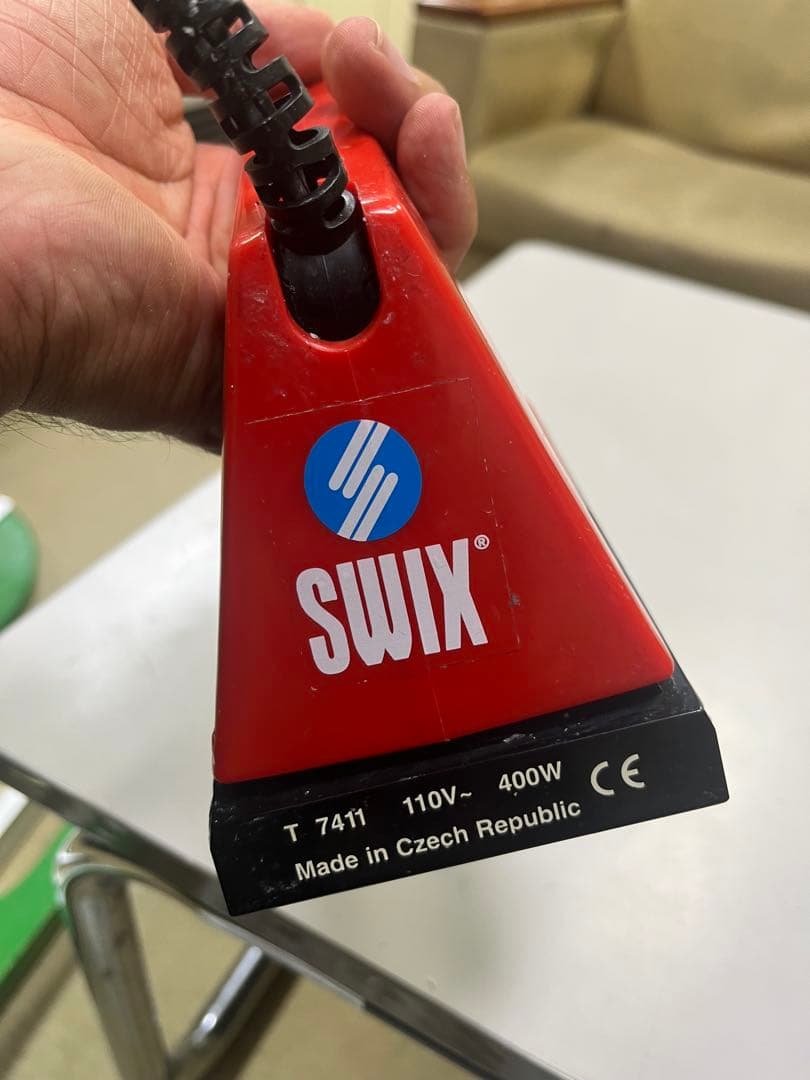 SWIX®
T 7411 110V~ 400W CE
Made in Czech Republic